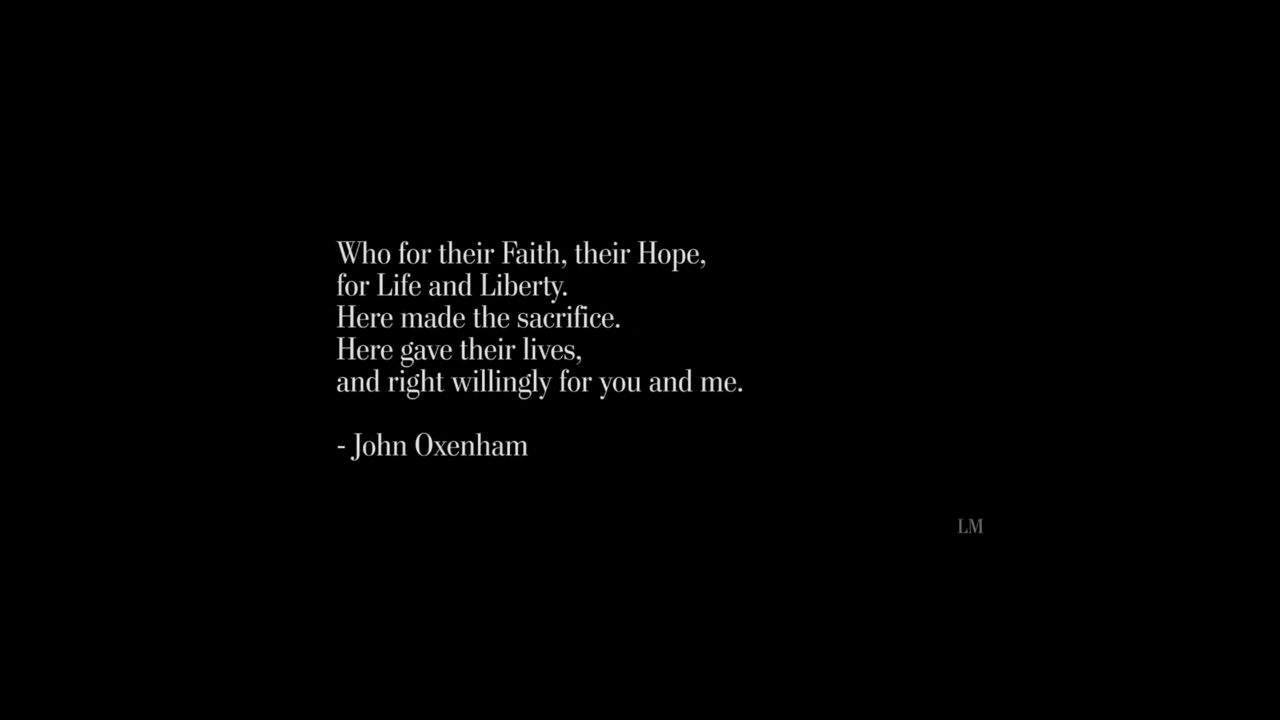 Who for their Faith, their Hope,
for Life and Liberty.
Here made the sacrifice.
Here gave their lives,
and right willingly for you and me.
- John Oxenham
LM